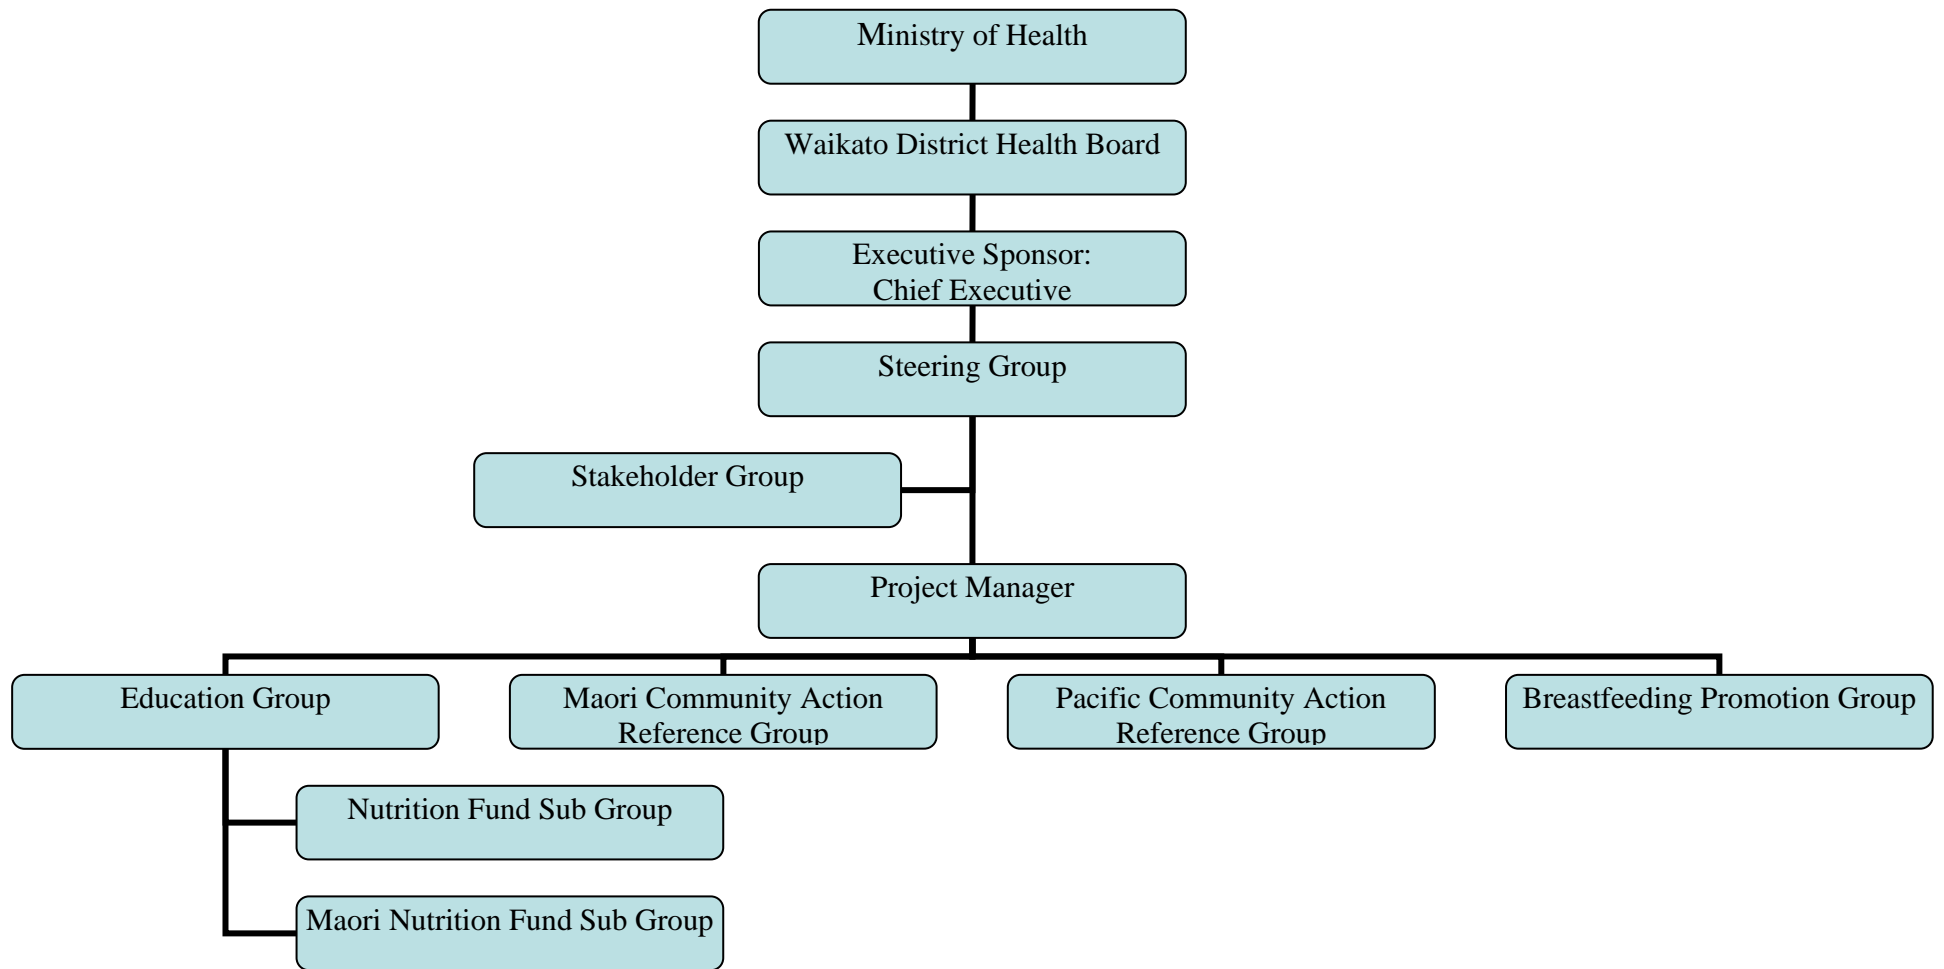 Ministry of Health
Waikato District Health Board
Executive Sponsor:
Chief Executive
Steering Group
Stakeholder Group
Project Manager
Education Group
Maori Community Action
Reference Group
Pacific Community Action
Reference Group
Breastfeeding Promotion Group
Nutrition Fund Sub Group
Maori Nutrition Fund Sub Group